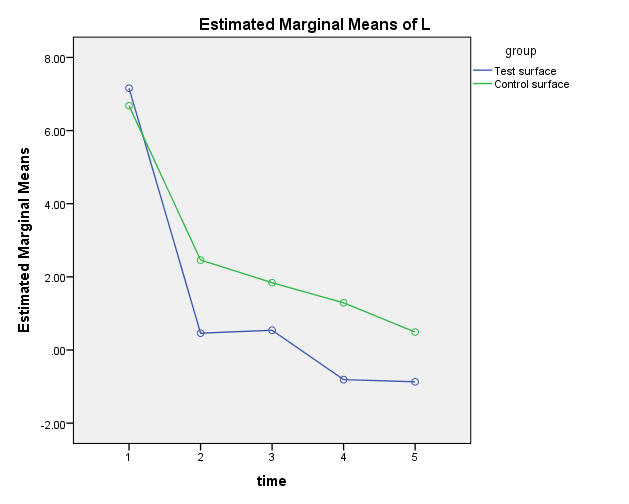 Estimated Marginal Means of L
group
Test surface
Control surface
Estimated Marginal Means
8.00
6.00
4.00
2.00
.00
-2.00
1 2 3 4 5
time